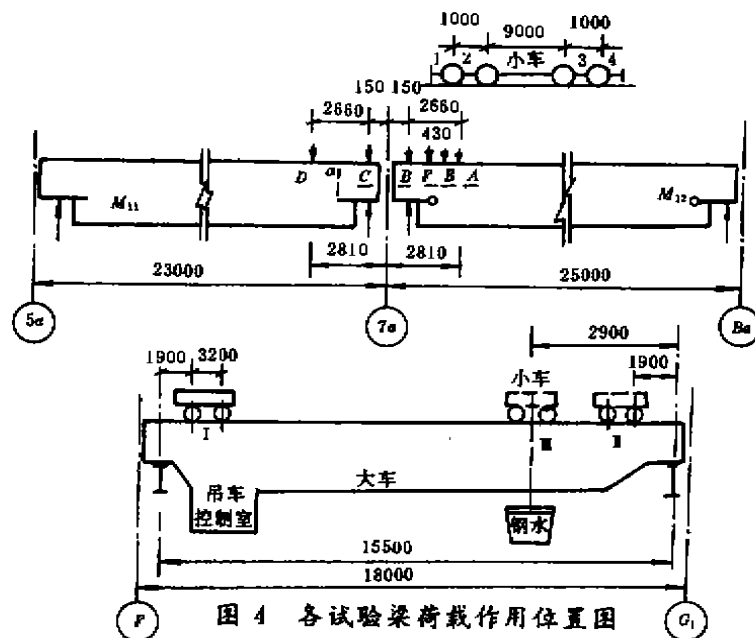 1000 9000 1000
1 2 小车 3 4
150 150
2660 2660
430
D a C B F E A
M₁₁ M₁₂
2810 2810
23000 25000
5a 7a Ba
2900
1900 3200 小车 1900
I Ⅲ Ⅱ
大车
吊车
控制室
钢水
15500
18000
F G₁
图 4 各试验梁荷载作用位置图